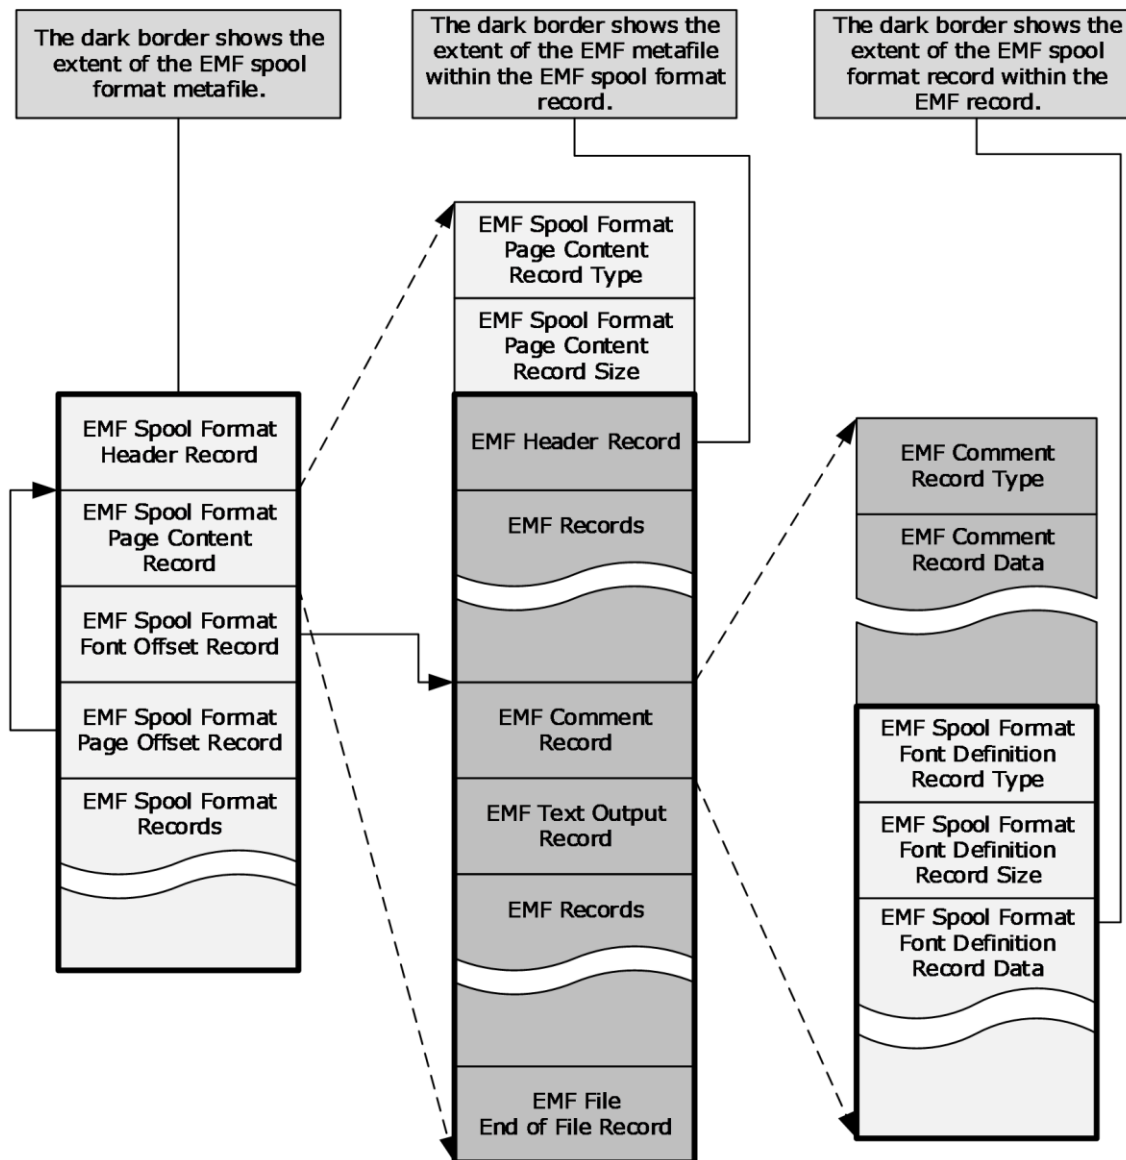 The dark border shows the
extent of the EMF spool
format metafile.
The dark border shows the
extent of the EMF metafile
within the EMF spool format
record.
The dark border shows the
extent of the EMF spool
format record within the
EMF record.
EMF Spool Format
Header Record
EMF Spool Format
Page Content
Record
EMF Spool Format
Font Offset Record
EMF Spool Format
Page Offset Record
EMF Spool Format
Records
EMF Spool Format
Page Content
Record Type
EMF Spool Format
Page Content
Record Size
EMF Header Record
EMF Records
EMF Comment
Record
EMF Text Output
Record
EMF Records
EMF File
End of File Record
EMF Comment
Record Type
EMF Comment
Record Data
EMF Spool Format
Font Definition
Record Type
EMF Spool Format
Font Definition
Record Size
EMF Spool Format
Font Definition
Record Data